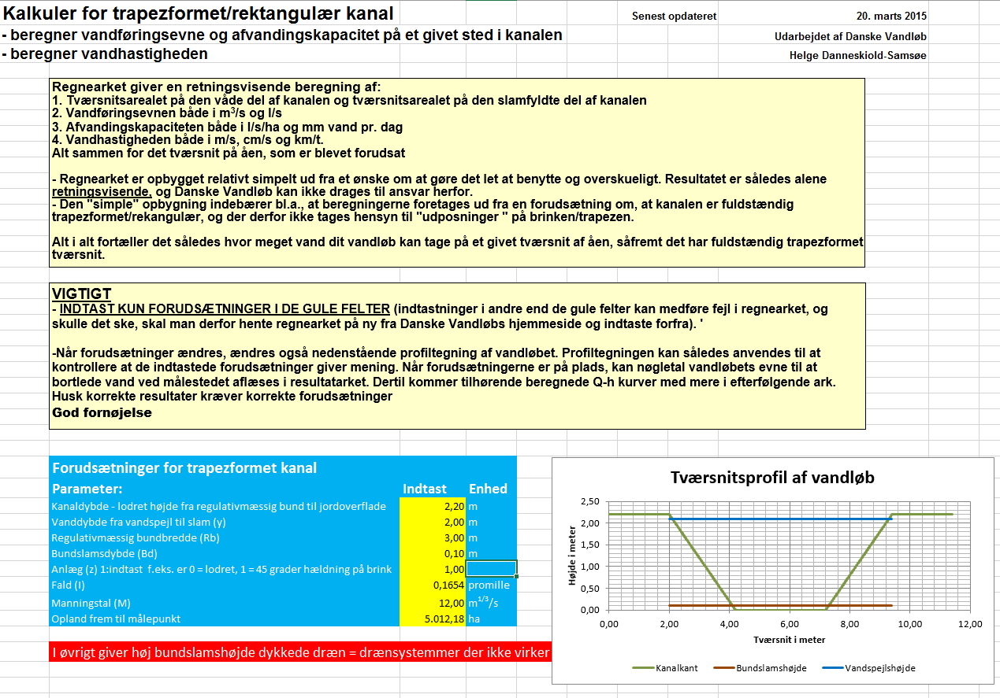 Kalkuler for trapezformet/rektangulær kanal
Senest opdateret 20. marts 2015
- beregner vandføringsevne og afvandingskapacitet på et givet sted i kanalen
Udarbejdet af Danske Vandløb
- beregner vandhastigheden
Helge Danneskiold-Samsøe
Regnearket giver en retningsvisende beregning af:
1. Tværsnitsarealet på den våde del af kanalen og tværsnitsarealet på den slamfyldte del af kanalen
2. Vandføringsevnen både i m³/s og l/s
3. Afvandingskapaciteten både i l/s/ha og mm vand pr. dag
4. Vandhastigheden både i m/s, cm/s og km/t.
Alt sammen for det tværsnit på åen, som er blevet forudsat
- Regnearket er opbygget relativt simpelt ud fra et ønske om at gøre det let at benytte og overskueligt. Resultatet er således alene
retningsvisende, og Danske Vandløb kan ikke drages til ansvar herfor.
- Den "simple" opbygning indebærer bl.a., at beregningerne foretages ud fra en forudsætning om, at kanalen er fuldstændig
trapezformet/rekangulær, og der derfor ikke tages hensyn til "udposninger " på brinken/trapezen.
Alt i alt fortæller det således hvor meget vand dit vandløb kan tage på et givet tværsnit af åen, såfremt det har fuldstændig trapezformet
tværsnit.
VIGTIGT
- INDTAST KUN FORUDSÆTNINGER I DE GULE FELTER (indtastninger i andre end de gule felter kan medføre fejl i regnearket, og
skulle det ske, skal man derfor hente regnearket på ny fra Danske Vandløbs hjemmeside og indtaste forfra). '
-Når forudsætninger ændres, ændres også nedenstående profiltegning af vandløbet. Profiltegningen kan således anvendes til at
kontrollere at de indtastede forudsætninger giver mening. Når forudsætningerne er på plads, kan nøgletal vandløbets evne til at
bortlede vand ved målestedet aflæses i resultatarket. Dertil kommer tilhørende beregnede Q-h kurver med mere i efterfølgende ark.
Husk korrekte resultater kræver korrekte forudsætninger
God fornøjelse
Forudsætninger for trapezformet kanal
Parameter: Indtast Enhed
Kanaldybde - lodret højde fra regulativmæssig bund til jordoverflade 2,20 m
Vanddybde fra vandspejl til slam (y) 2,00 m
Regulativmæssig bundbredde (Rb) 3,00 m
Bundslamsdybde (Bd) 0,10 m
Anlæg (z) 1:indtast f.eks. er 0 = lodret, 1 = 45 grader hældning på brink 1,00
Fald (I) 0,1654 promille
Manningstal (M) 12,00 m^1/3/s
Opland frem til målepunkt 5.012,18 ha
I øvrigt giver høj bundslamshøjde dykkede dræn = drænsystemmer der ikke virker
Tværsnitsprofil af vandløb
Højde i meter
2,50
2,00
1,50
1,00
0,50
0,00
0,00 2,00 4,00 6,00 8,00 10,00 12,00
Tværsnit i meter
Kanalkant Bundslamshøjde Vandspejlshøjde